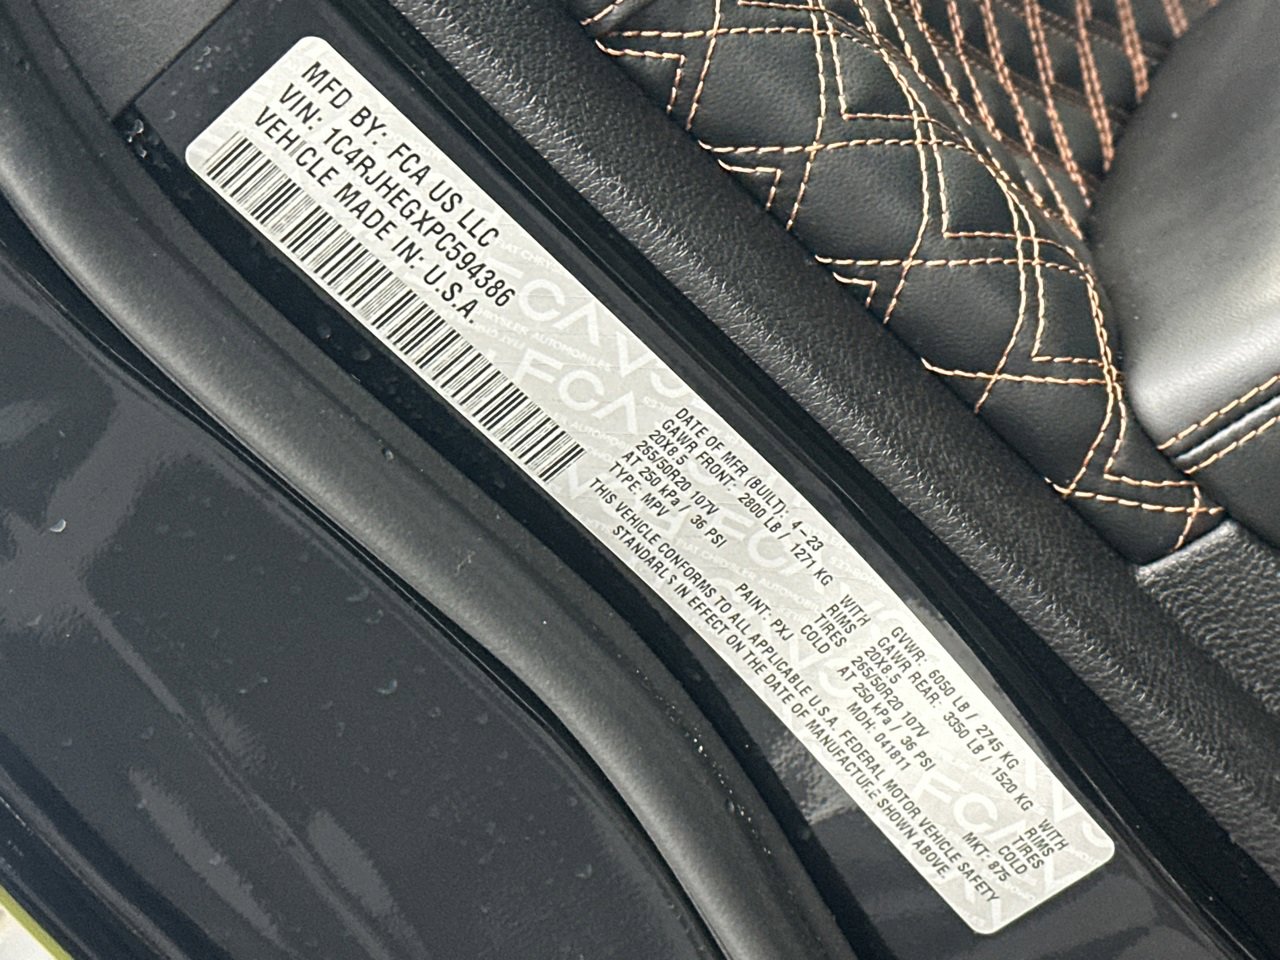 MFD BY: FCA US LLC
VIN: 1C4RJHEGXPC594386
VEHICLE MADE IN: U.S.A.
DATE OF MFR (BUILT): 4-23 GVWR: 6050 LB / 2745 KG
GAWR FRONT: 2800 LB / 1271 KG WITH GAWR REAR: 3350 LB / 1520 KG WITH
20X8.5 RIMS 20X8.5 RIMS
265/50R20 107V TIRES 265/50R20 107V TIRES
AT 250 kPa / 36 PSI COLD AT 250 kPa / 36 PSI COLD
TYPE: MPV PAINT: PXJ MDH: 041811 MKT: 875
THIS VEHICLE CONFORMS TO ALL APPLICABLE U.S.A. FEDERAL MOTOR VEHICLE SAFETY
STANDARDS IN EFFECT ON THE DATE OF MANUFACTURE SHOWN ABOVE.
FCA
FCA
FCA
FCA